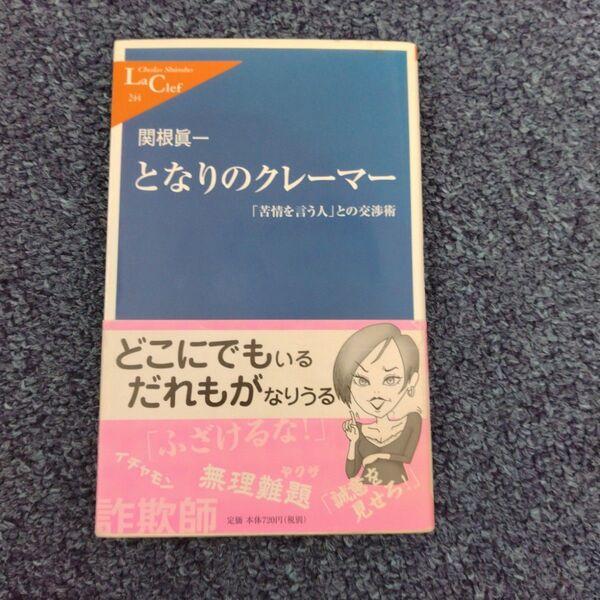 Chuko Shinsho
La Clef
244
関根眞一
となりのクレーマー
「苦情を言う人」との交渉術
どこにでもいる
だれもがなりうる
「ふざけるな!」
イチャモン
無理難題
ヤクザ
「誠意を
見せろ!」
詐欺師
定価 本体720円(税別)